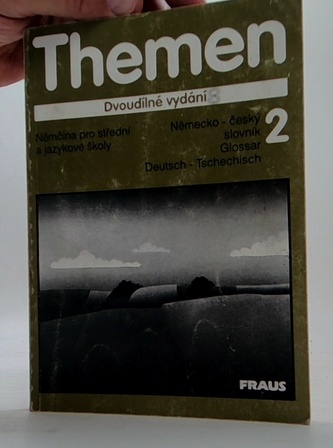 Themen
Dvoudílné vydání
Němčina pro střední
a jazykové školy
Německo - český
slovník
Glossar
Deutsch - Tschechisch
2
FRAUS